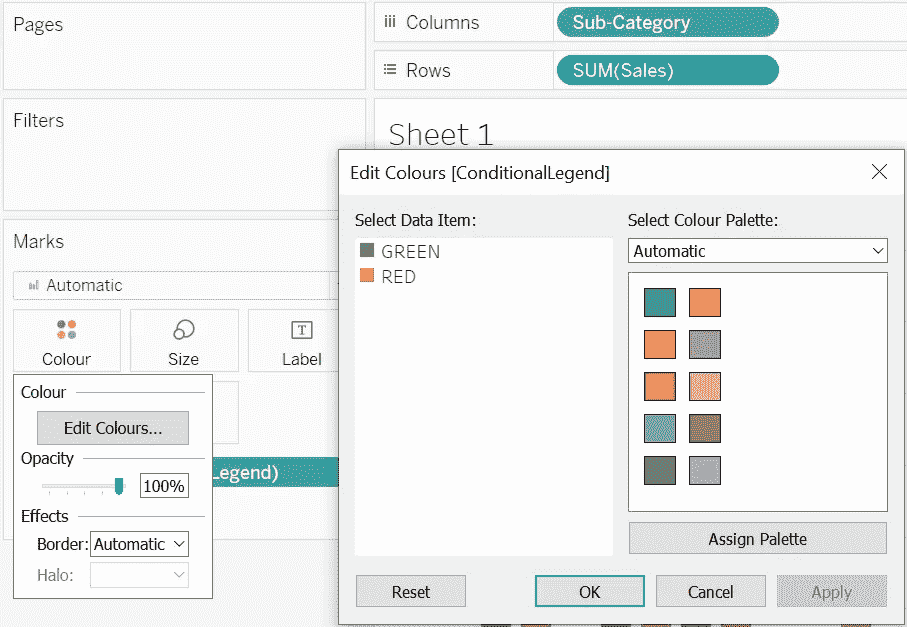 Pages
Columns
Sub-Category
Rows
SUM(Sales)
Filters
Sheet 1
Edit Colours [ConditionalLegend]
Select Data Item:
Select Colour Palette:
GREEN
RED
Automatic
Marks
Automatic
Colour
Size
T
Label
Colour
Edit Colours...
Opacity
100%
Legend)
Effects
Border:
Automatic
Halo:
Assign Palette
Reset
OK
Cancel
Apply